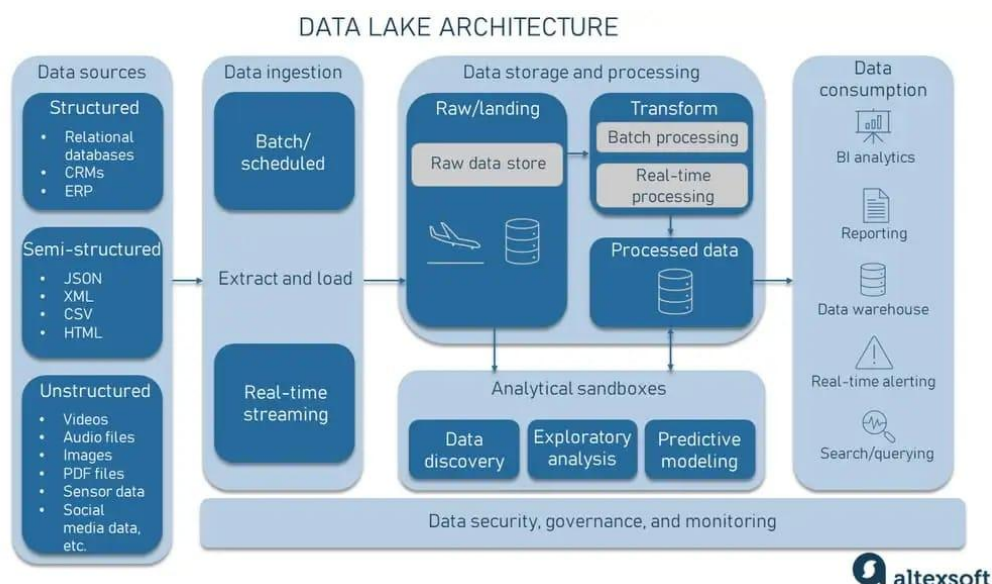 DATA LAKE ARCHITECTURE
Data sources
Structured
• Relational
databases
• CRMs
• ERP
Semi-structured
• JSON
• XML
• CSV
• HTML
Unstructured
• Videos
• Audio files
• Images
• PDF files
• Sensor data
• Social
media data,
etc.
Data ingestion
Batch/
scheduled
Extract and load
Real-time
streaming
Data storage and processing
Raw/landing
Raw data store
Transform
Batch processing
Real-time
processing
Processed data
Analytical sandboxes
Data
discovery
Exploratory
analysis
Predictive
modeling
Data
consumption
BI analytics
Reporting
Data warehouse
Real-time alerting
Search/querying
Data security, governance, and monitoring
altexsoft